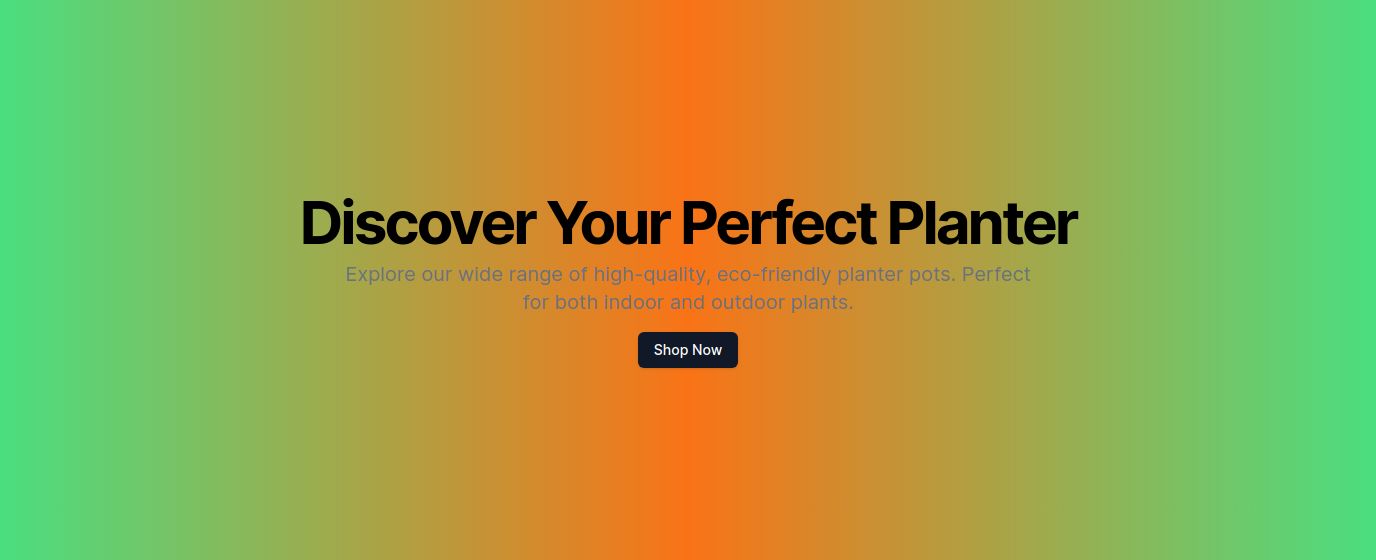 Discover Your Perfect Planter
Explore our wide range of high-quality, eco-friendly planter pots. Perfect
for both indoor and outdoor plants.
Shop Now